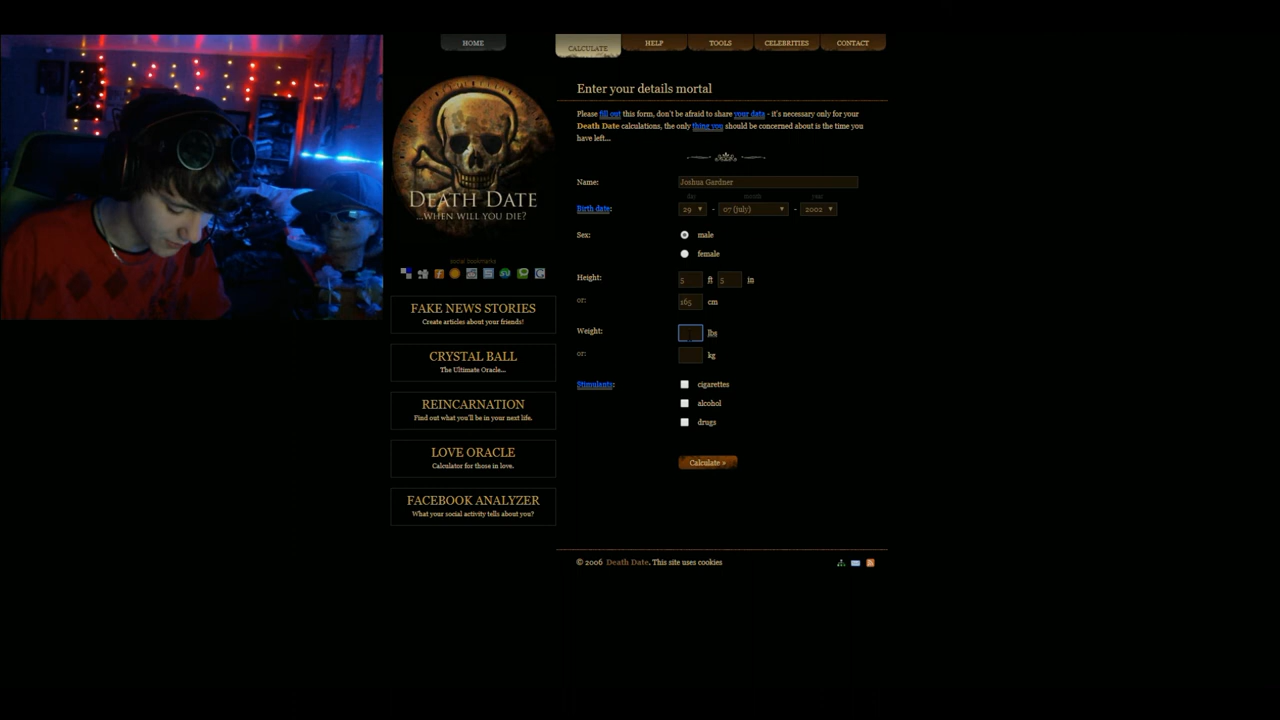 HOME
CALCULATE
HELP
TOOLS
CELEBRITIES
CONTACT
DEATH DATE
...WHEN WILL YOU DIE?
social bookmarks
FAKE NEWS STORIES
Create articles about your friends!
CRYSTAL BALL
The Ultimate Oracle...
REINCARNATION
Find out what you'll be in your next life.
LOVE ORACLE
Calculator for those in love.
FACEBOOK ANALYZER
What your social activity tells about you?
Enter your details mortal
Please fill out this form, don't be afraid to share your data - it's necessary only for your
Death Date calculations, the only thing you should be concerned about is the time you
have left...
Name: Joshua Gardner
day month year
Birth date: 29 - 07 (july) - 2002
Sex: male
female
Height: 5 ft 5 in
or: 165 cm
Weight: lbs
or: kg
Stimulants: cigarettes
alcohol
drugs
Calculate »
© 2006 Death Date. This site uses cookies